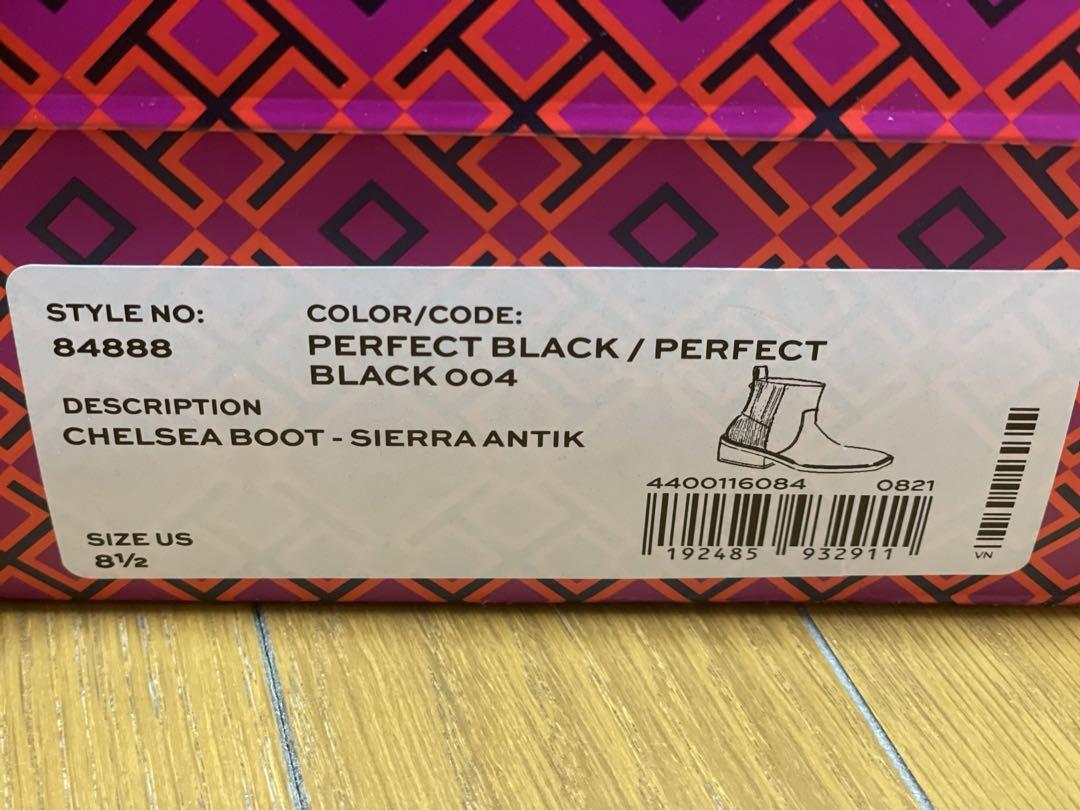 STYLE NO:
84888
COLOR/CODE:
PERFECT BLACK / PERFECT
BLACK 004
DESCRIPTION
CHELSEA BOOT - SIERRA ANTIK
SIZE US
8½
4400116084 0821
192485 932911
VN